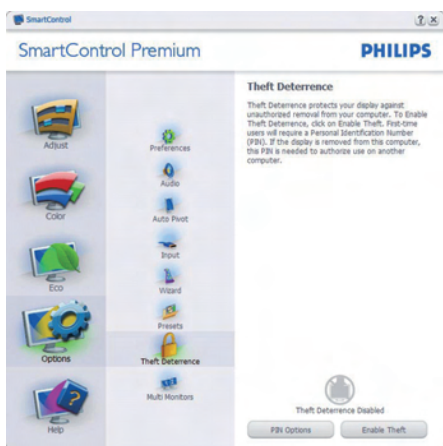 SmartControl
SmartControl Premium
PHILIPS
Adjust
Color
Eco
Options
Help
Preferences
Audio
Auto Pivot
Input
Wizard
Presets
Theft Deterrence
Multi Monitors
Theft Deterrence
Theft Deterrence protects your display against
unauthorized removal from your computer. To Enable
Theft Deterrence, click on Enable Theft. First-time
users will require a Personal Identification Number
(PIN). If the display is removed from this computer,
this PIN is needed to authorize use on another
computer.
Theft Deterrence Disabled
PIN Options
Enable Theft